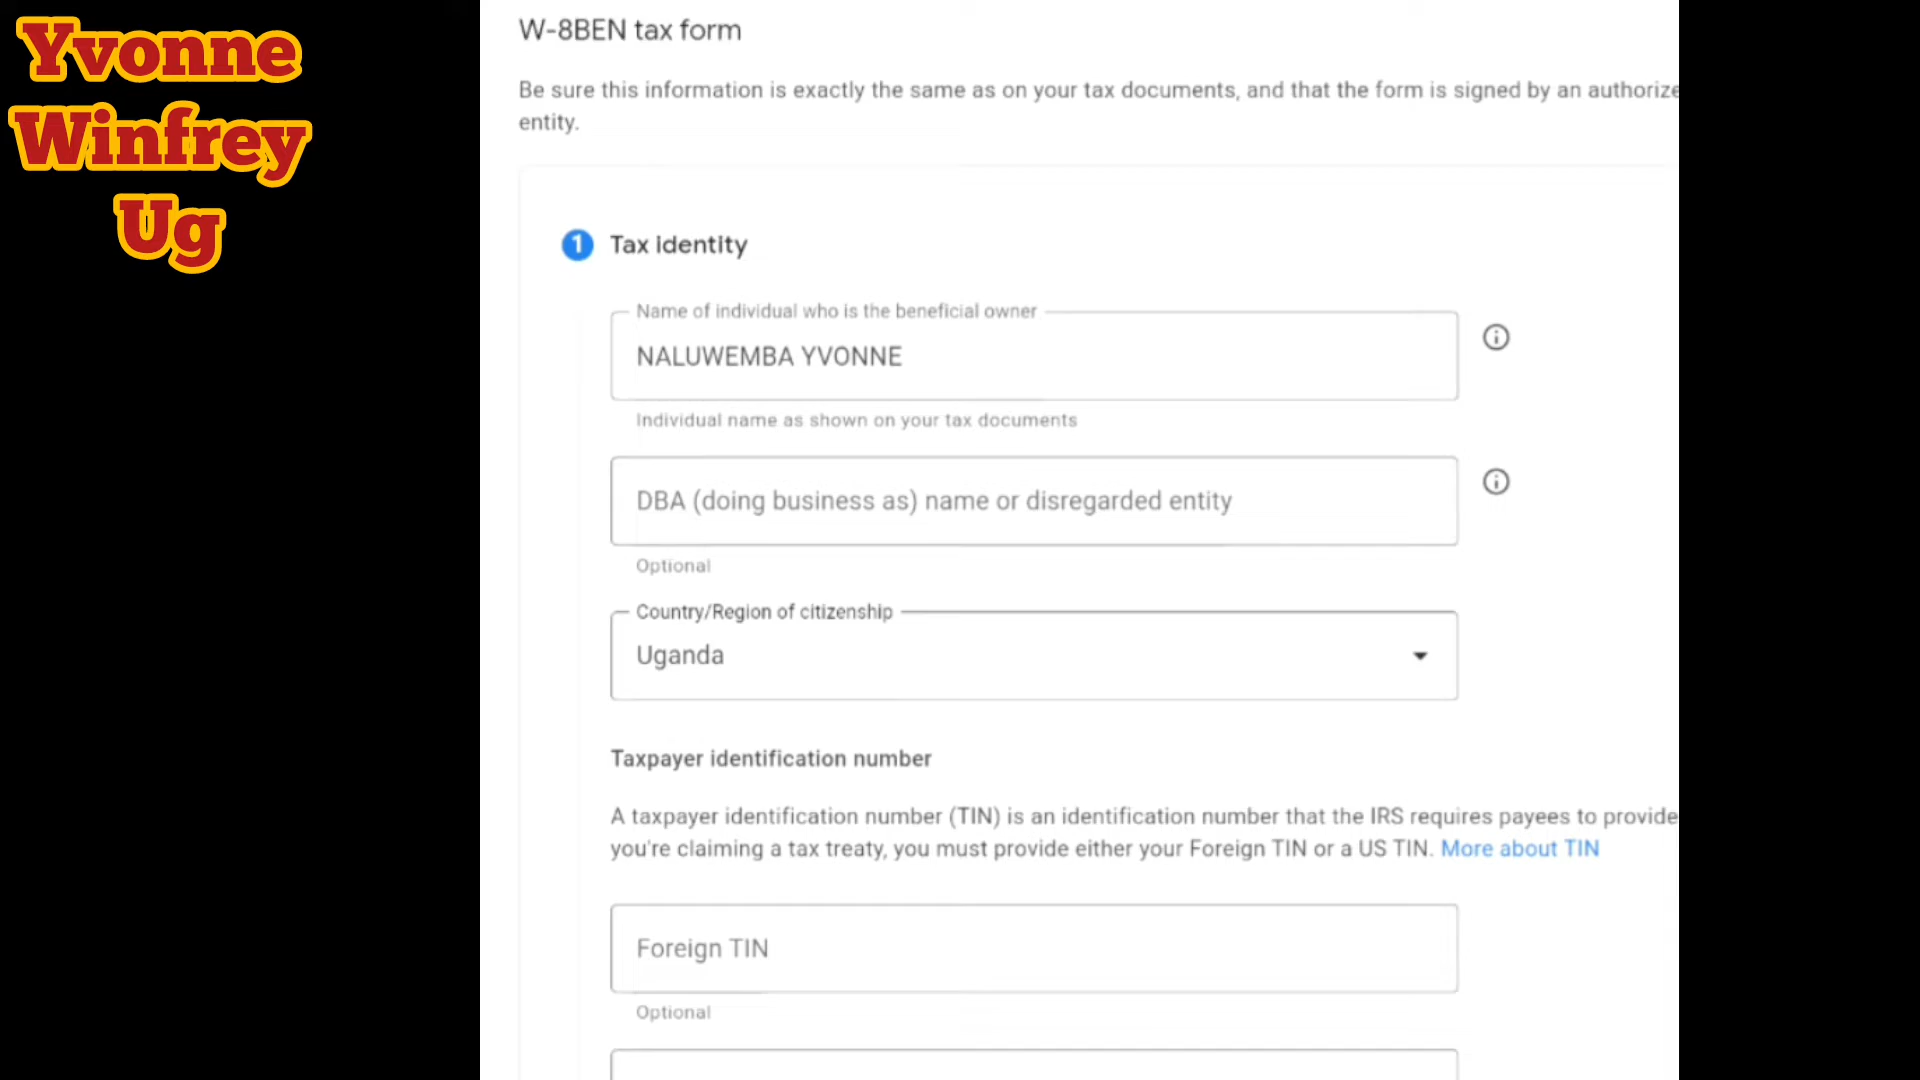 Yvonne
Winfrey
Ug
W-8BEN tax form
Be sure this information is exactly the same as on your tax documents, and that the form is signed by an authorize
entity.
1 Tax identity
Name of individual who is the beneficial owner
NALUWEMBA YVONNE
Individual name as shown on your tax documents
DBA (doing business as) name or disregarded entity
Optional
Country/Region of citizenship
Uganda
Taxpayer identification number
A taxpayer identification number (TIN) is an identification number that the IRS requires payees to provide
you're claiming a tax treaty, you must provide either your Foreign TIN or a US TIN. More about TIN
Foreign TIN
Optional